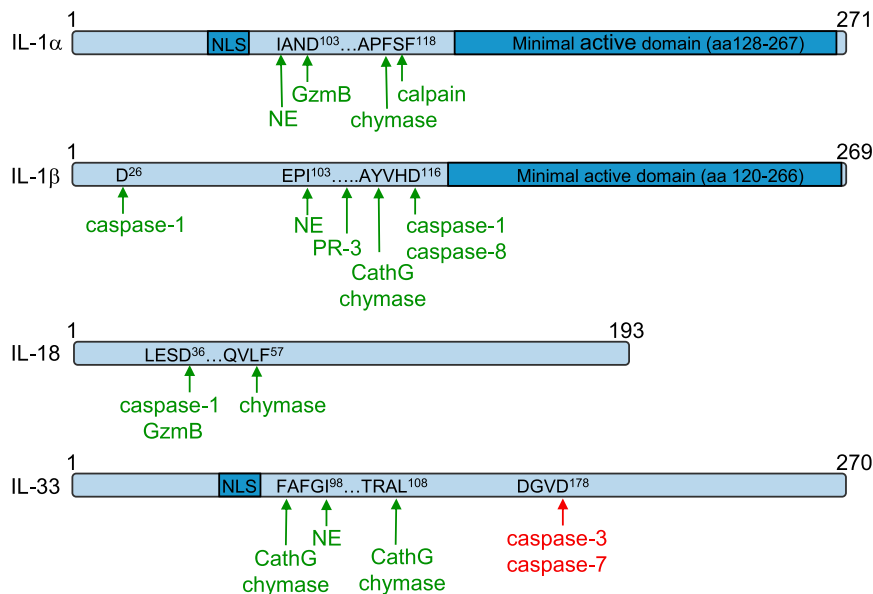 1 271
IL-1α NLS IAND103...APFSF118 Minimal active domain (aa128-267)
GzmB calpain
NE chymase
1 269
IL-1β D26 EPI103.....AYVHD116 Minimal active domain (aa 120-266)
caspase-1 NE caspase-1
PR-3 caspase-8
CathG
chymase
1 193
IL-18 LESD36...QVLF57
caspase-1 chymase
GzmB
1 270
IL-33 NLS FAFGI98...TRAL108 DGVD178
NE caspase-3
CathG CathG caspase-7
chymase chymase